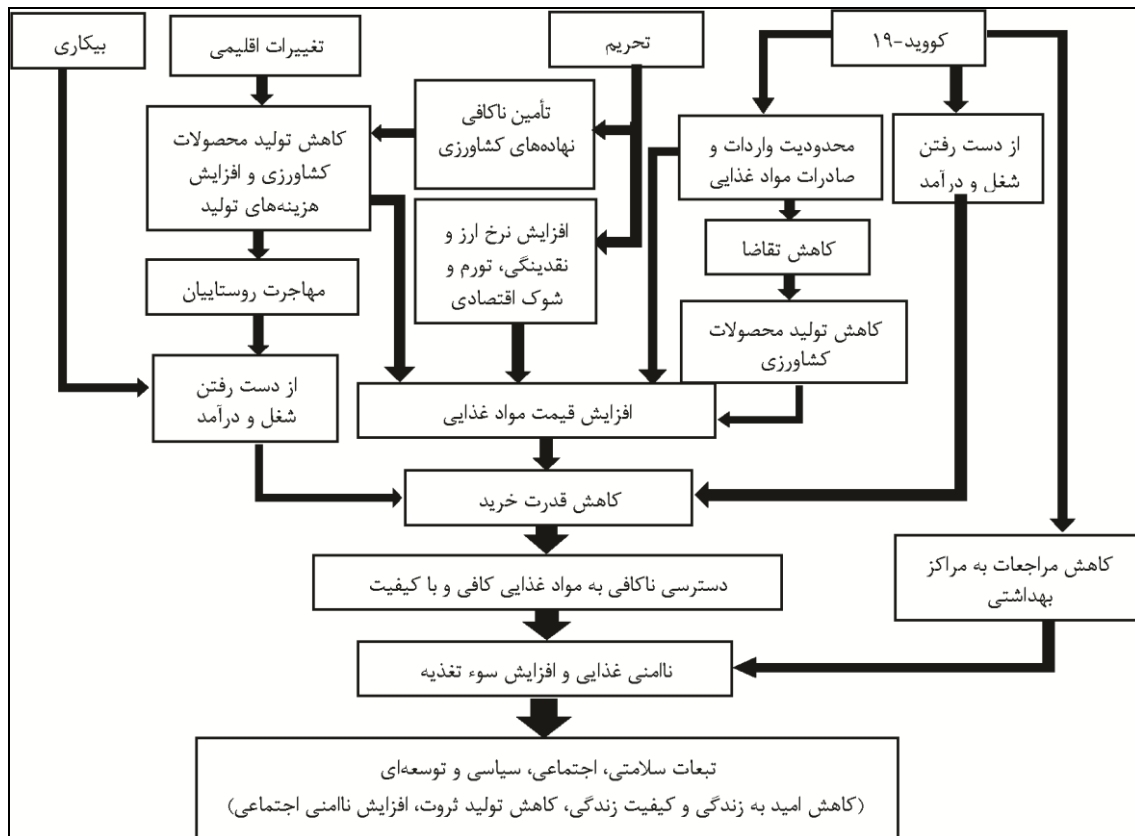 بیکاری
تغییرات اقلیمی
تحریم
کووید-۱۹
تأمین ناکافی
نهاده‌های کشاورزی
کاهش تولید محصولات
کشاورزی و افزایش
هزینه‌های تولید
محدودیت واردات و
صادرات مواد غذایی
از دست رفتن
شغل و درآمد
افزایش نرخ ارز و
نقدینگی، تورم و
شوک اقتصادی
کاهش تقاضا
مهاجرت روستاییان
کاهش تولید محصولات
کشاورزی
از دست رفتن
شغل و درآمد
افزایش قیمت مواد غذایی
کاهش قدرت خرید
دسترسی ناکافی به مواد غذایی کافی و با کیفیت
کاهش مراجعات به مراکز
بهداشتی
ناامنی غذایی و افزایش سوء تغذیه
تبعات سلامتی، اجتماعی، سیاسی و توسعه‌ای
(کاهش امید به زندگی و کیفیت زندگی، کاهش تولید ثروت، افزایش ناامنی اجتماعی)